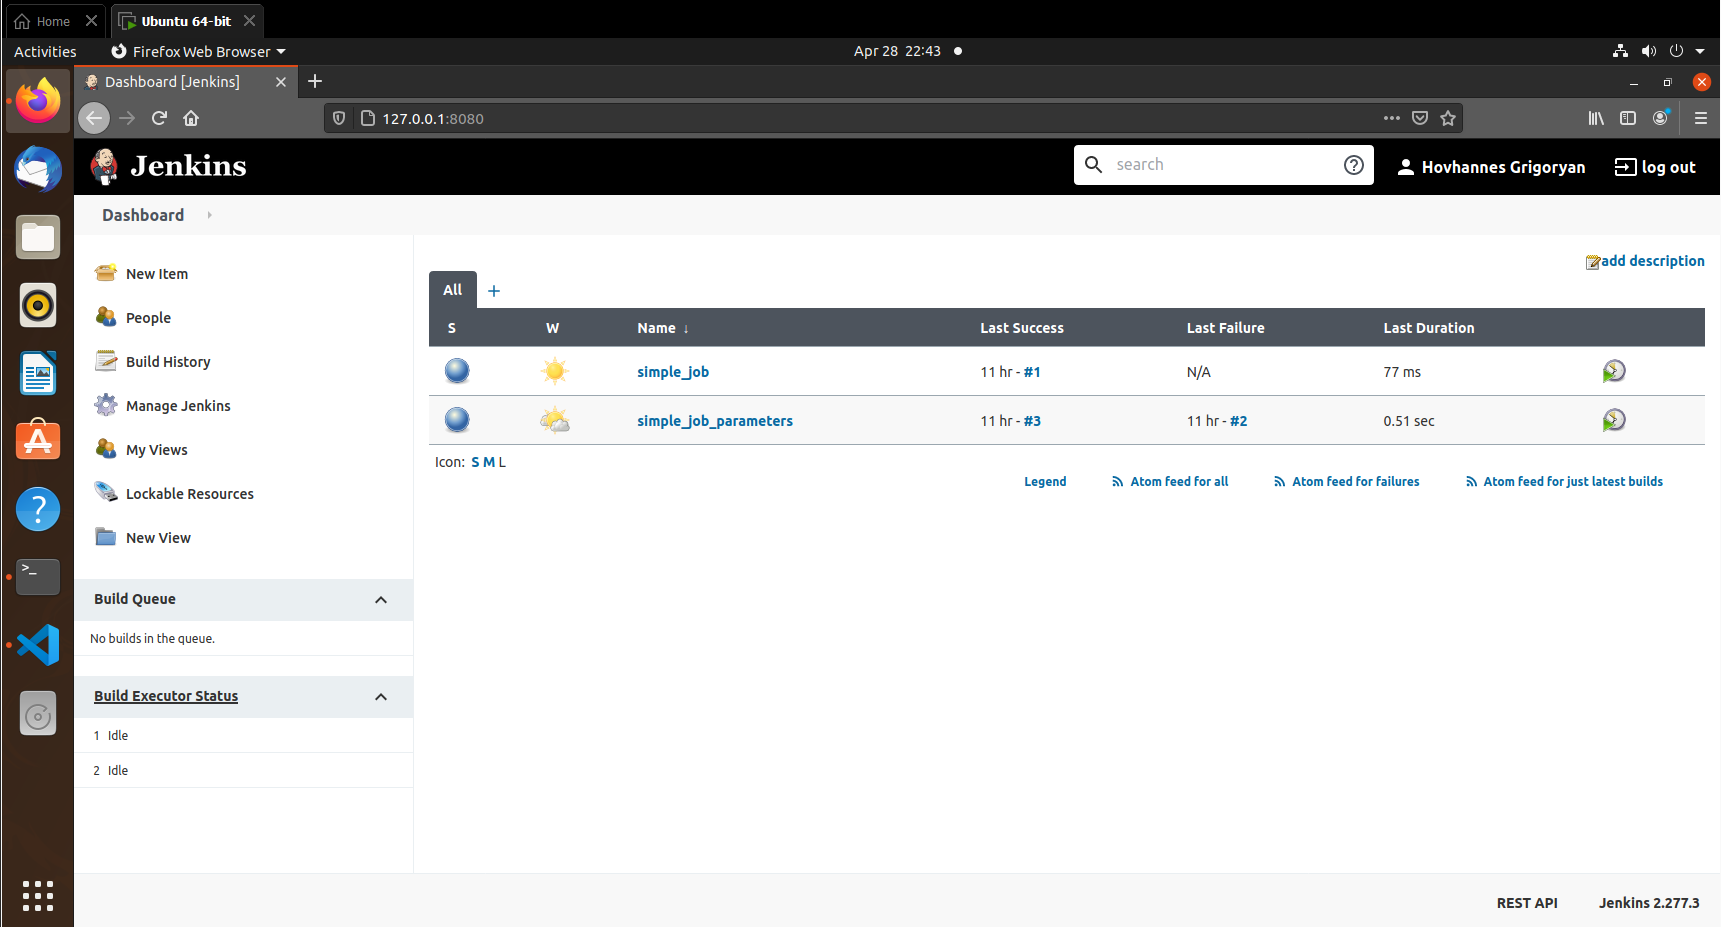 Home
Ubuntu 64-bit
Activities
Firefox Web Browser
Apr 28 22:43
Dashboard [Jenkins]
127.0.0.1:8080
Jenkins
search
Hovhannes Grigoryan
log out
Dashboard
New Item
People
Build History
Manage Jenkins
My Views
Lockable Resources
New View
Build Queue
No builds in the queue.
Build Executor Status
1 Idle
2 Idle
add description
All +
S W Name ↓ Last Success Last Failure Last Duration
simple_job 11 hr - #1 N/A 77 ms
simple_job_parameters 11 hr - #3 11 hr - #2 0.51 sec
Icon: S M L
Legend Atom feed for all Atom feed for failures Atom feed for just latest builds
REST API Jenkins 2.277.3